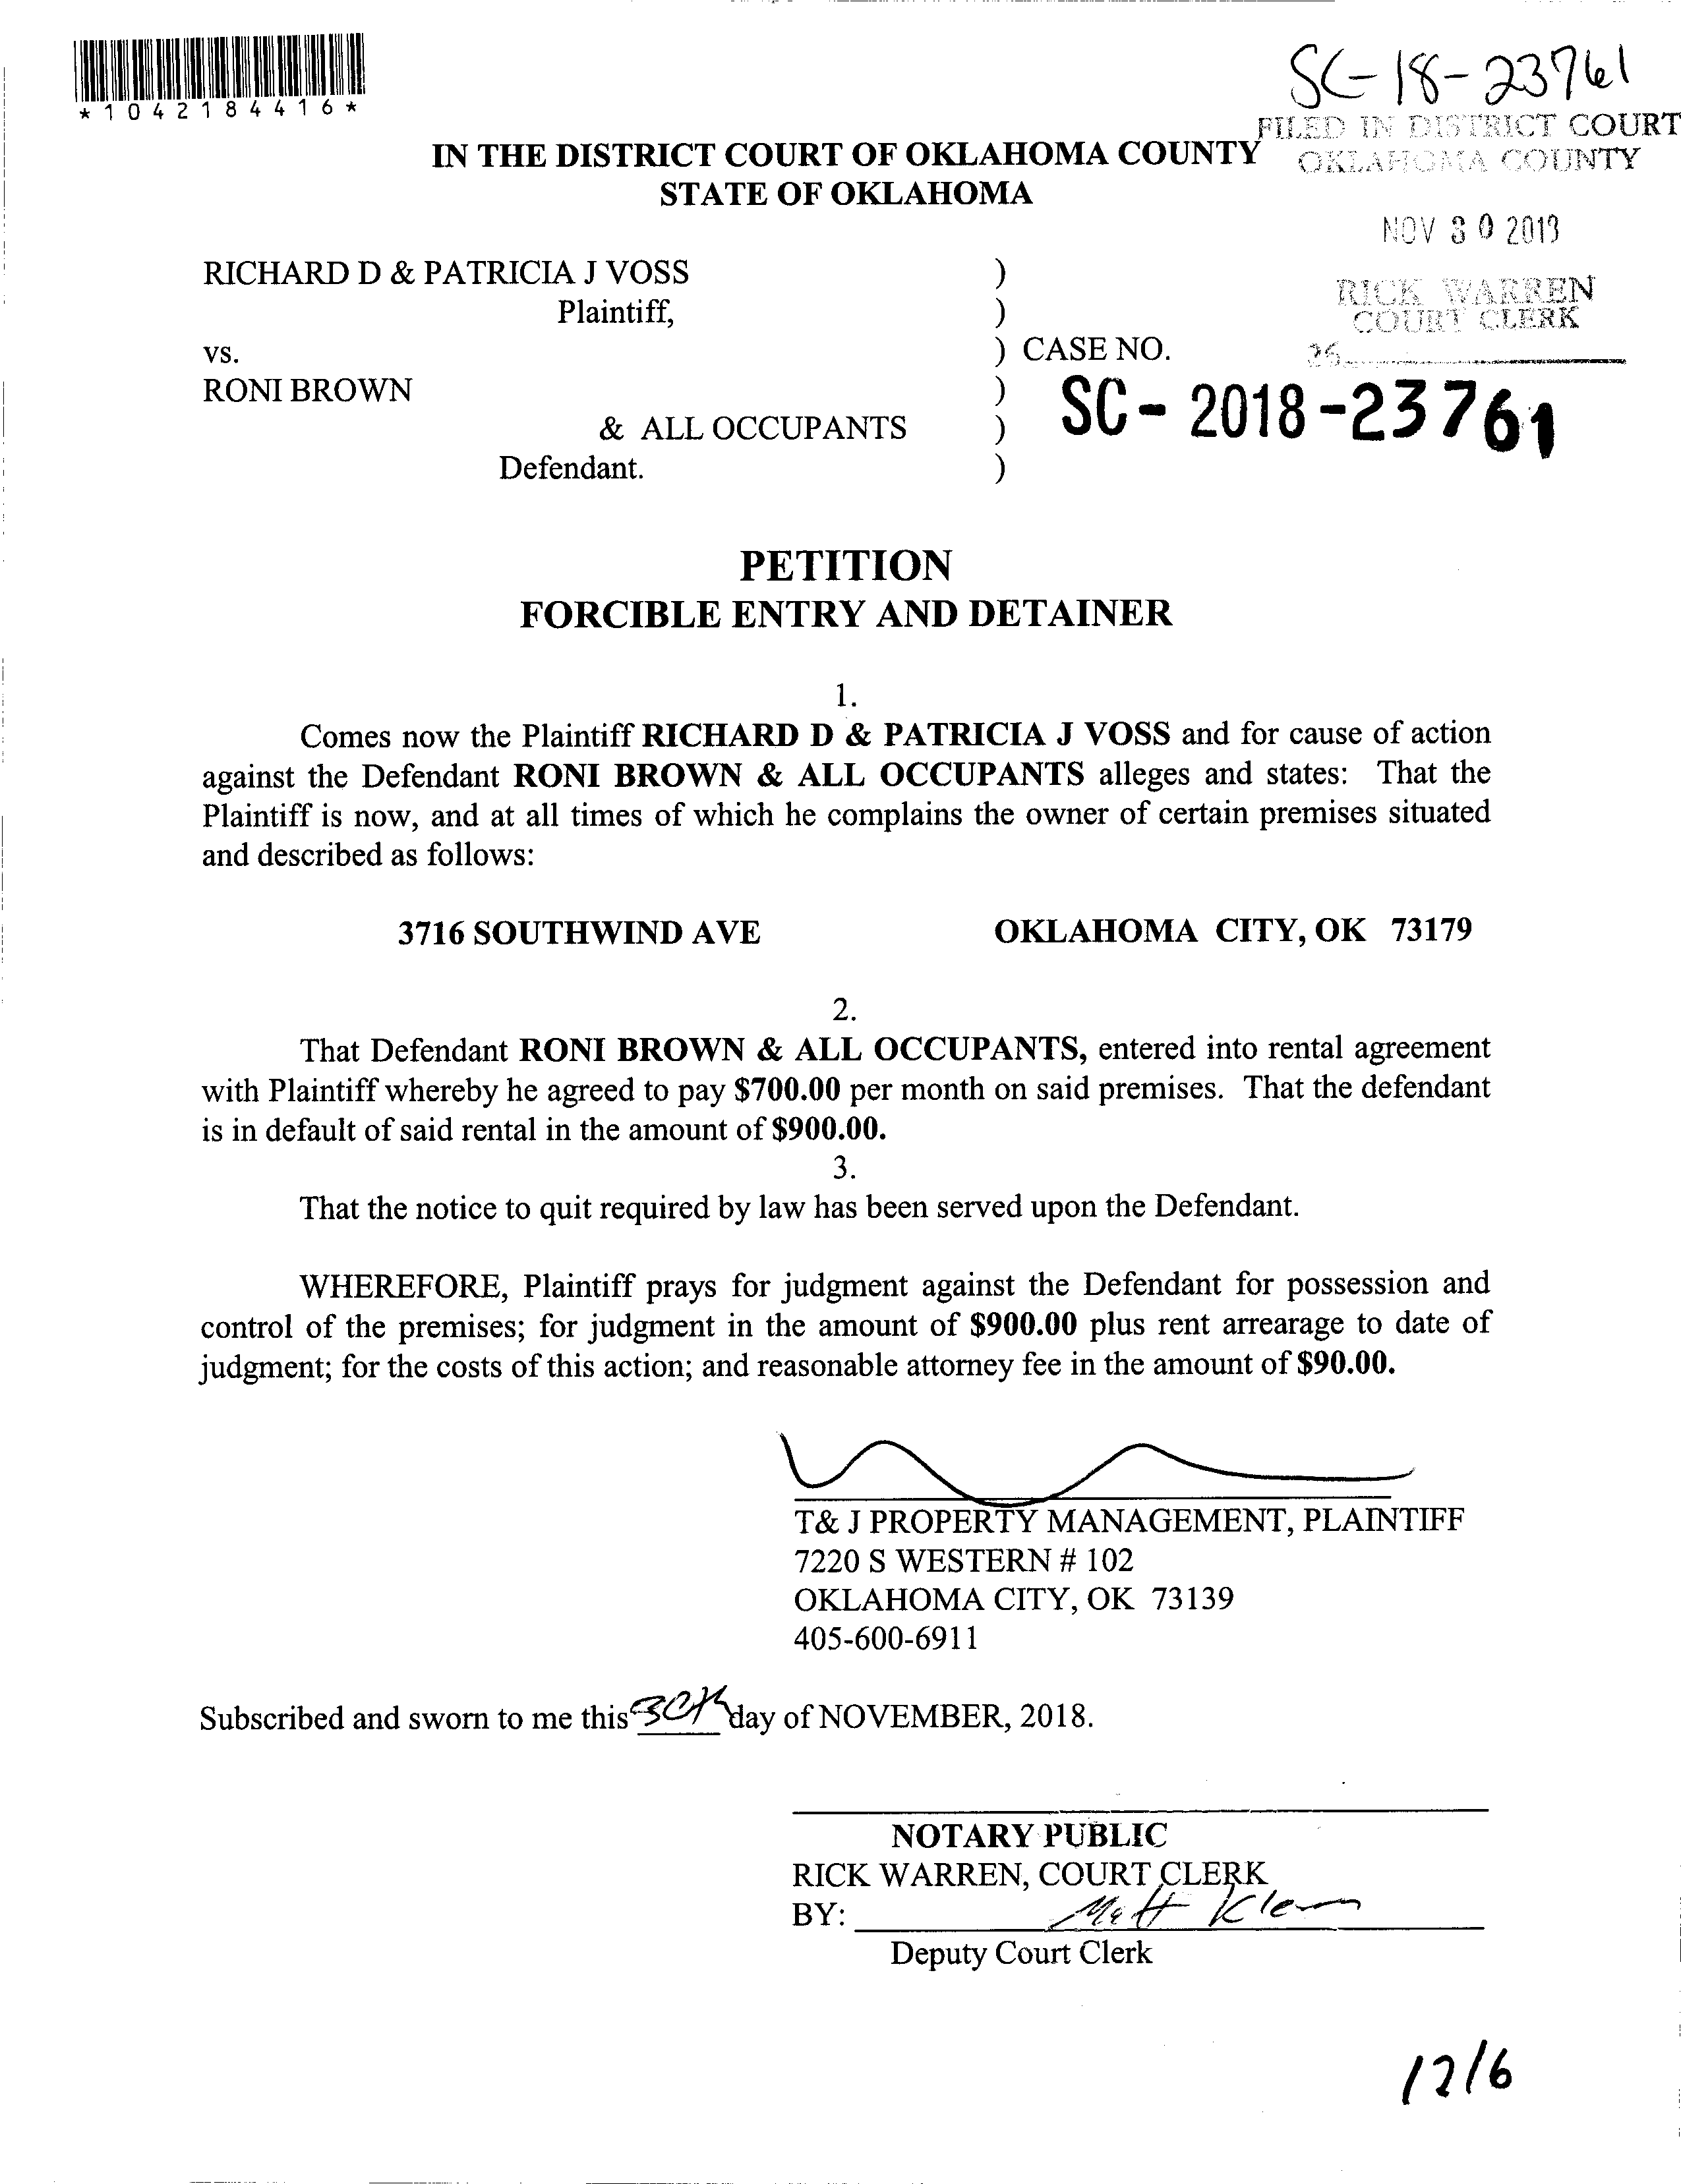 SC-18-23761
*1042184416*
FILED IN DISTRICT COURT
OKLAHOMA COUNTY
IN THE DISTRICT COURT OF OKLAHOMA COUNTY
STATE OF OKLAHOMA
NOV 30 2018
RICHARD D & PATRICIA J VOSS )
Plaintiff, )
RICK WARREN
COURT CLERK
vs. ) CASE NO.
RONI BROWN )
SC-2018-23761
& ALL OCCUPANTS )
Defendant. )
PETITION
FORCIBLE ENTRY AND DETAINER
1.
Comes now the Plaintiff RICHARD D & PATRICIA J VOSS and for cause of action
against the Defendant RONI BROWN & ALL OCCUPANTS alleges and states: That the
Plaintiff is now, and at all times of which he complains the owner of certain premises situated
and described as follows:
3716 SOUTHWIND AVE OKLAHOMA CITY, OK 73179
2.
That Defendant RONI BROWN & ALL OCCUPANTS, entered into rental agreement
with Plaintiff whereby he agreed to pay $700.00 per month on said premises. That the defendant
is in default of said rental in the amount of $900.00.
3.
That the notice to quit required by law has been served upon the Defendant.
WHEREFORE, Plaintiff prays for judgment against the Defendant for possession and
control of the premises; for judgment in the amount of $900.00 plus rent arrearage to date of
judgment; for the costs of this action; and reasonable attorney fee in the amount of $90.00.
T& J PROPERTY MANAGEMENT, PLAINTIFF
7220 S WESTERN # 102
OKLAHOMA CITY, OK 73139
405-600-6911
Subscribed and sworn to me this 30th day of NOVEMBER, 2018.
NOTARY PUBLIC
RICK WARREN, COURT CLERK
BY: Matt
Deputy Court Clerk
12/6